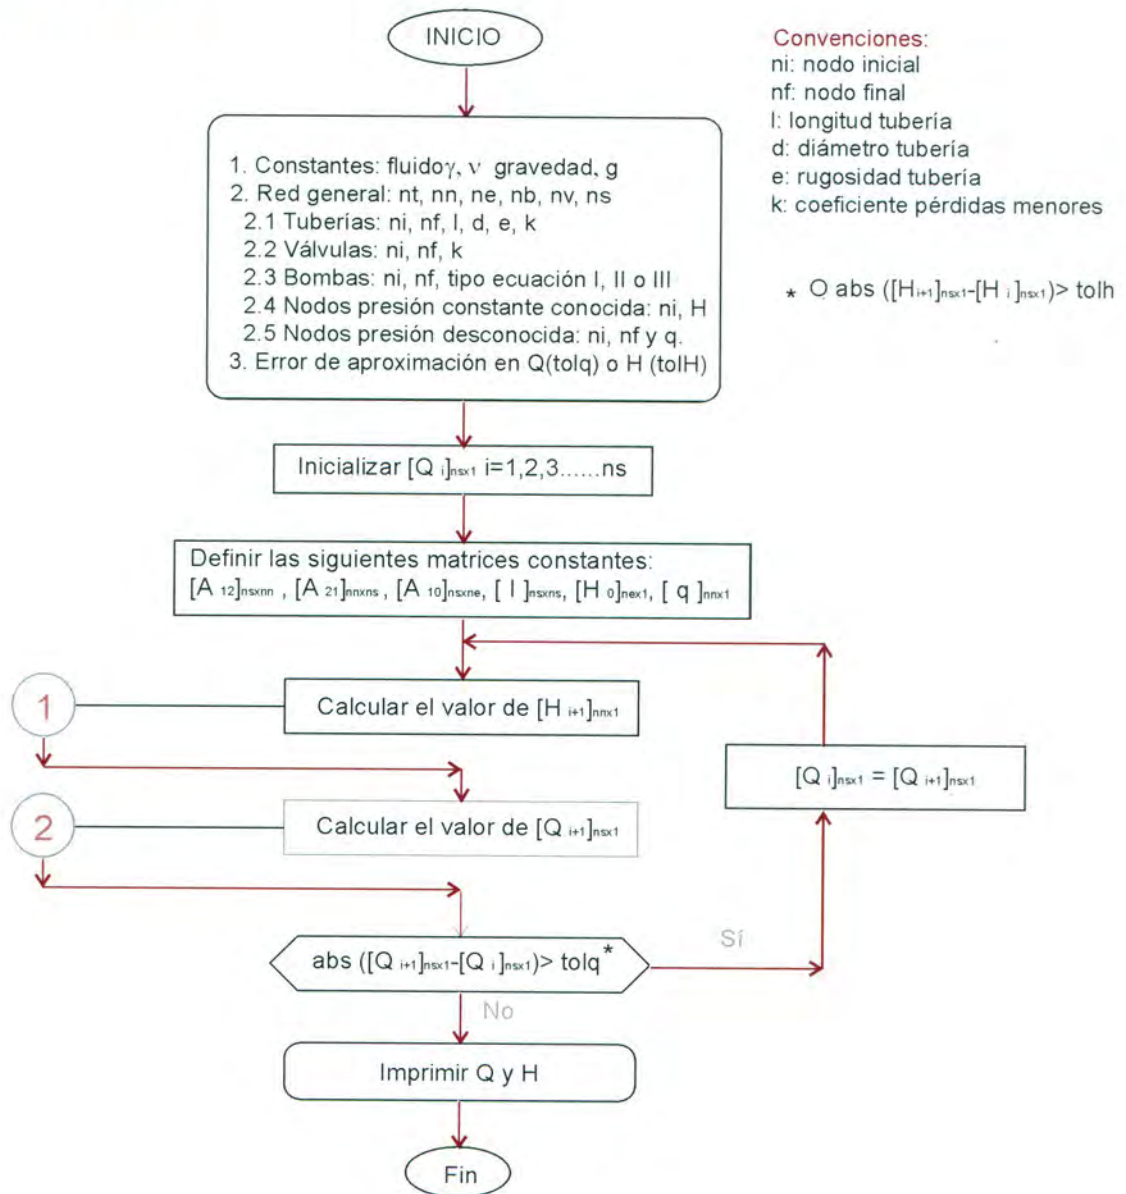 INICIO
Convenciones:
ni: nodo inicial
nf: nodo final
l: longitud tubería
d: diámetro tubería
e: rugosidad tubería
k: coeficiente pérdidas menores
* O abs ([H i+1]nsx1-[H i]nsx1)> tolh
1. Constantes: fluidoγ, ν gravedad, g
2. Red general: nt, nn, ne, nb, nv, ns
2.1 Tuberías: ni, nf, l, d, e, k
2.2 Válvulas: ni, nf, k
2.3 Bombas: ni, nf, tipo ecuación I, II o III
2.4 Nodos presión constante conocida: ni, H
2.5 Nodos presión desconocida: ni, nf y q.
3. Error de aproximación en Q(tolq) o H (tolH)
Inicializar [Q i]nsx1 i=1,2,3......ns
Definir las siguientes matrices constantes:
[A 12]nsxnn , [A 21]nnxns , [A 10]nsxne, [ I ]nsxns, [H 0]nex1, [ q ]nnx1
1
Calcular el valor de [H i+1]nnx1
[Q i]nsx1 = [Q i+1]nsx1
2
Calcular el valor de [Q i+1]nsx1
abs ([Q i+1]nsx1-[Q i]nsx1)> tolq*
Sí
No
Imprimir Q y H
Fin